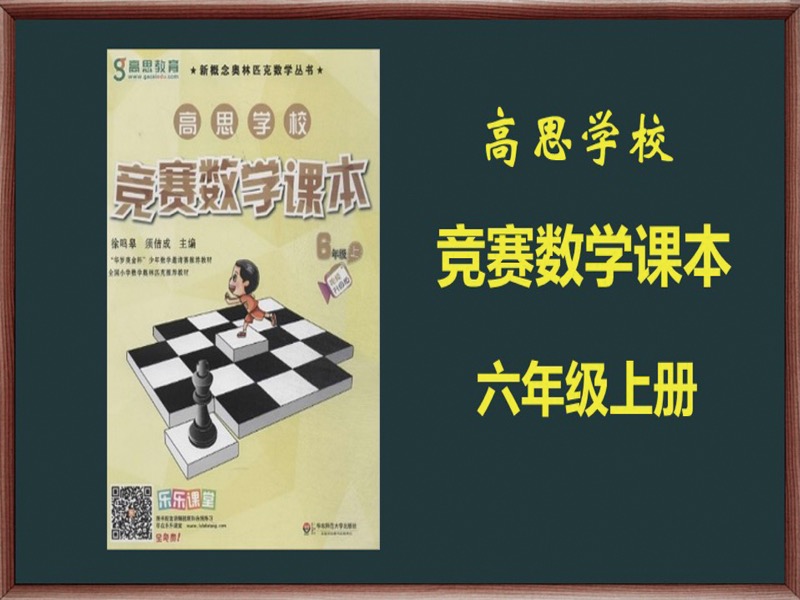 高思教育
www.gaosiedu.com
★新概念奥林匹克数学丛书★
高思学校
竞赛数学课本
徐鸣皋 须佶成 主编
6年级上
"华罗庚金杯"少年数学邀请赛推荐教材
全国小学数学奥林匹克推荐教材
乐乐课堂
华东师范大学出版社
高思学校
竞赛数学课本
六年级上册